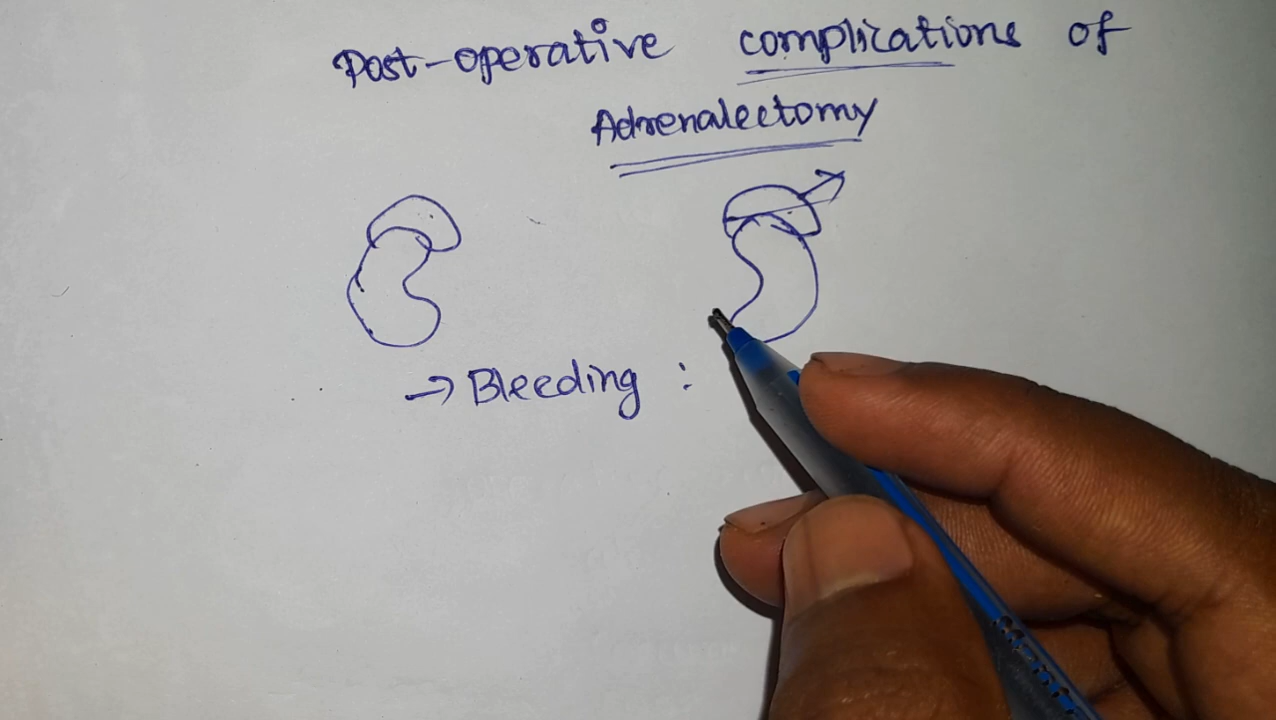 Post-operative complications of
Adrenalectomy
→ Bleeding :